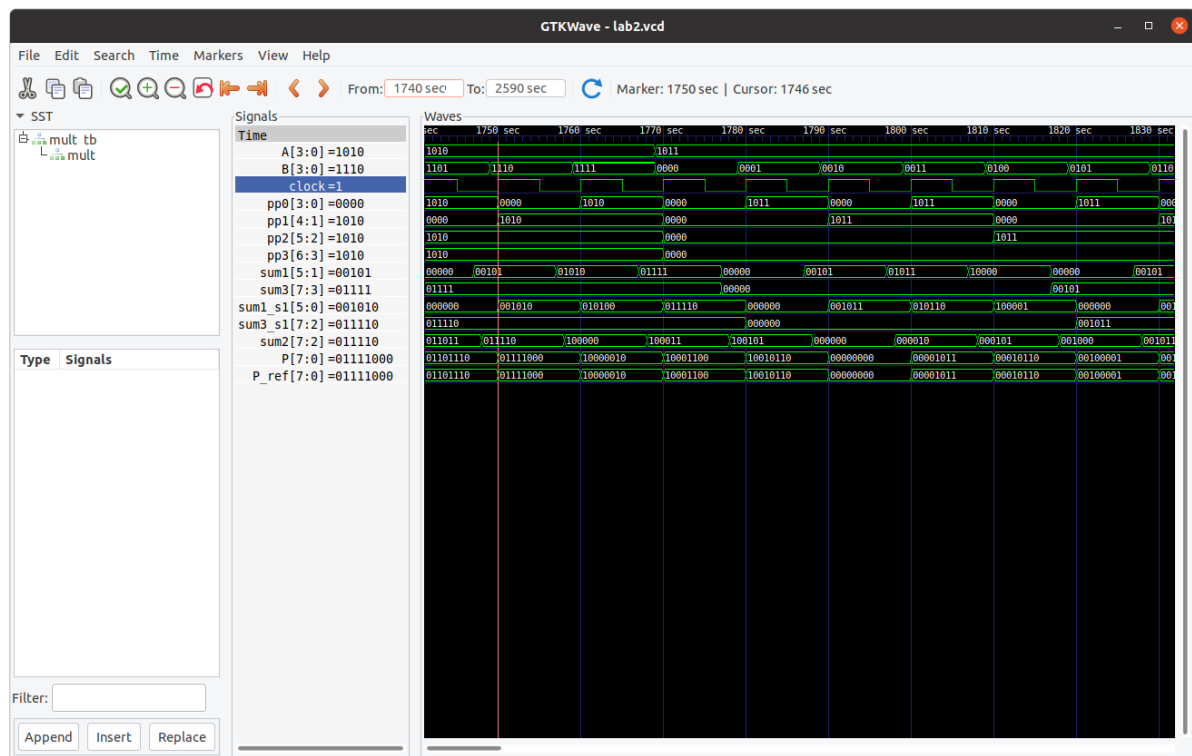 GTKWave - lab2.vcd
File Edit Search Time Markers View Help
From: 1740 sec To: 2590 sec Marker: 1750 sec | Cursor: 1746 sec
SST
mult_tb
mult
Type Signals
Filter:
Append Insert Replace
Signals
Time
A[3:0] =1010
B[3:0] =1110
clock =1
pp0[3:0] =0000
pp1[4:1] =1010
pp2[5:2] =1010
pp3[6:3] =1010
sum1[5:1] =00101
sum3[7:3] =01111
sum1_s1[5:0] =001010
sum3_s1[7:2] =011110
sum2[7:2] =011110
P[7:0] =01111000
P_ref[7:0] =01111000
Waves
sec 1750 sec 1760 sec 1770 sec 1780 sec 1790 sec 1800 sec 1810 sec 1820 sec 1830 sec
1010 1011
1101 1110 1111 0000 0001 0010 0011 0100 0101 0110
1010 0000 1010 0000 1011 0000 1011 0000 1011 000
0000 1010 0000 1011 0000 101
1010 0000 1011
1010 0000
00000 00101 01010 01111 00000 00101 01011 10000 00000 00101
01111 00000 00101
000000 001010 010100 011110 000000 001011 010110 100001 000000 001
011110 000000 001011
011011 011110 100000 100011 100101 000000 000010 000101 001000 001011
01101110 01111000 10000010 10001100 10010110 00000000 00001011 00010110 00100001 001
01101110 01111000 10000010 10001100 10010110 00000000 00001011 00010110 00100001 001